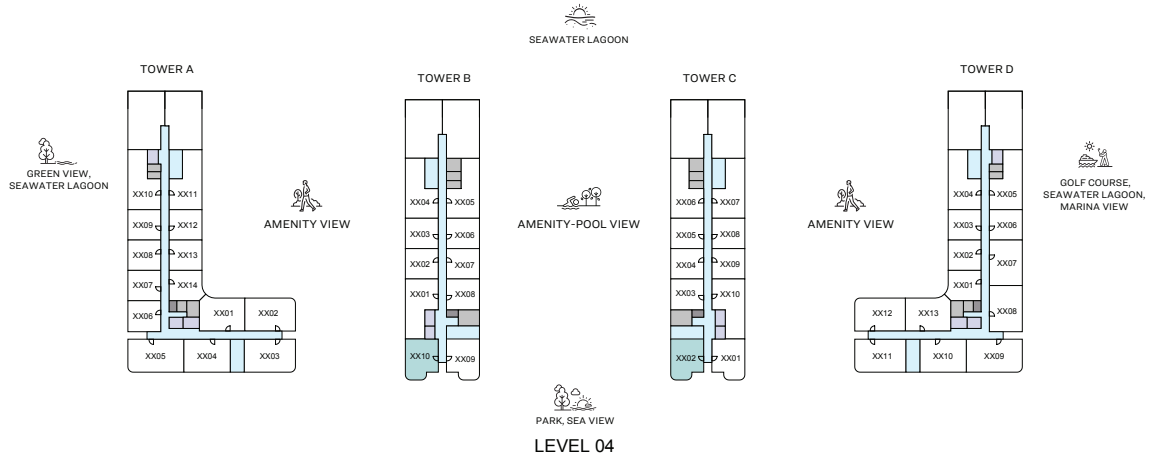 SEAWATER LAGOON
TOWER A
TOWER B
TOWER C
TOWER D
GREEN VIEW,
SEAWATER LAGOON
AMENITY VIEW
AMENITY-POOL VIEW
AMENITY VIEW
GOLF COURSE,
SEAWATER LAGOON,
MARINA VIEW
XX10 XX11
XX09 XX12
XX08 XX13
XX07 XX14
XX06 XX01 XX02
XX05 XX04 XX03
XX04 XX05
XX03 XX06
XX02 XX07
XX01 XX08
XX10 XX09
XX06 XX07
XX05 XX08
XX04 XX09
XX03 XX10
XX02 XX01
XX04 XX05
XX03 XX06
XX02 XX07
XX01
XX12 XX13 XX08
XX11 XX10 XX09
PARK, SEA VIEW
LEVEL 04